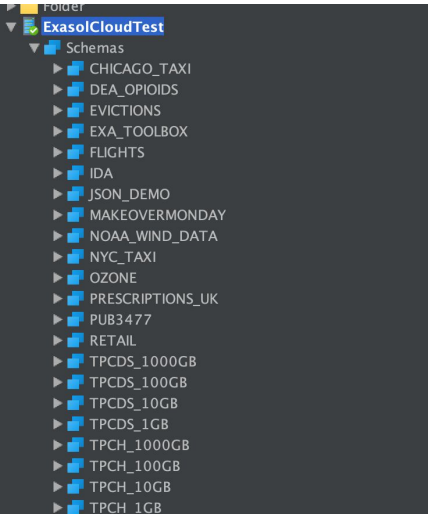 Folder
ExasolCloudTest
Schemas
CHICAGO_TAXI
DEA_OPIOIDS
EVICTIONS
EXA_TOOLBOX
FLIGHTS
IDA
JSON_DEMO
MAKEOVERMONDAY
NOAA_WIND_DATA
NYC_TAXI
OZONE
PRESCRIPTIONS_UK
PUB3477
RETAIL
TPCDS_1000GB
TPCDS_100GB
TPCDS_10GB
TPCDS_1GB
TPCH_1000GB
TPCH_100GB
TPCH_10GB
TPCH_1GB